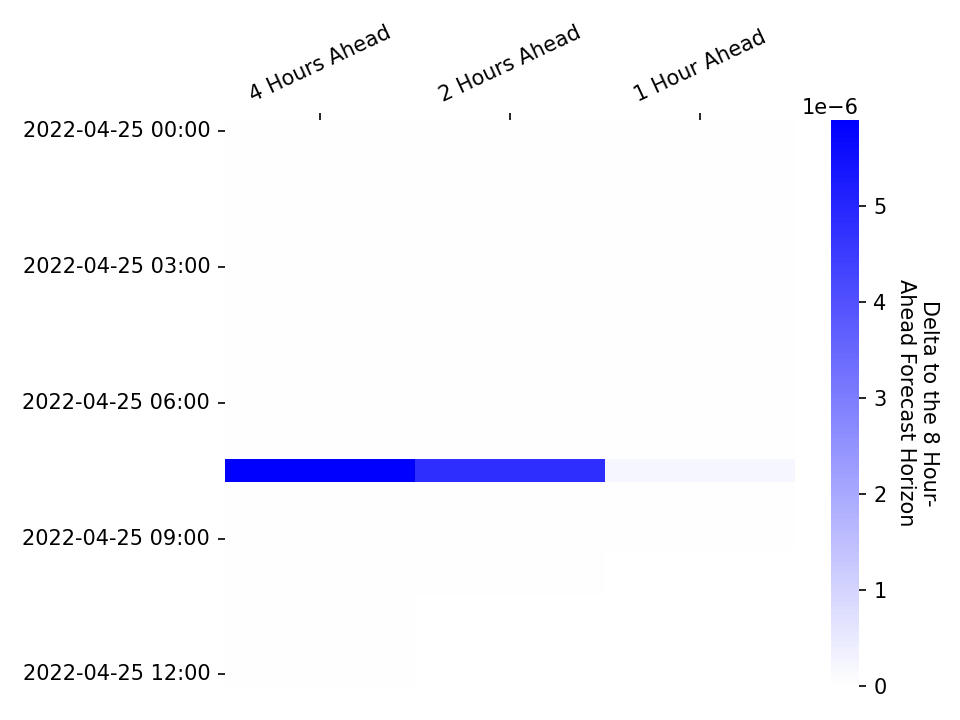 4 Hours Ahead
2 Hours Ahead
1 Hour Ahead
1e−6
2022-04-25 00:00
2022-04-25 03:00
2022-04-25 06:00
2022-04-25 09:00
2022-04-25 12:00
5
4
3
2
1
0
Delta to the 8 Hour-
Ahead Forecast Horizon